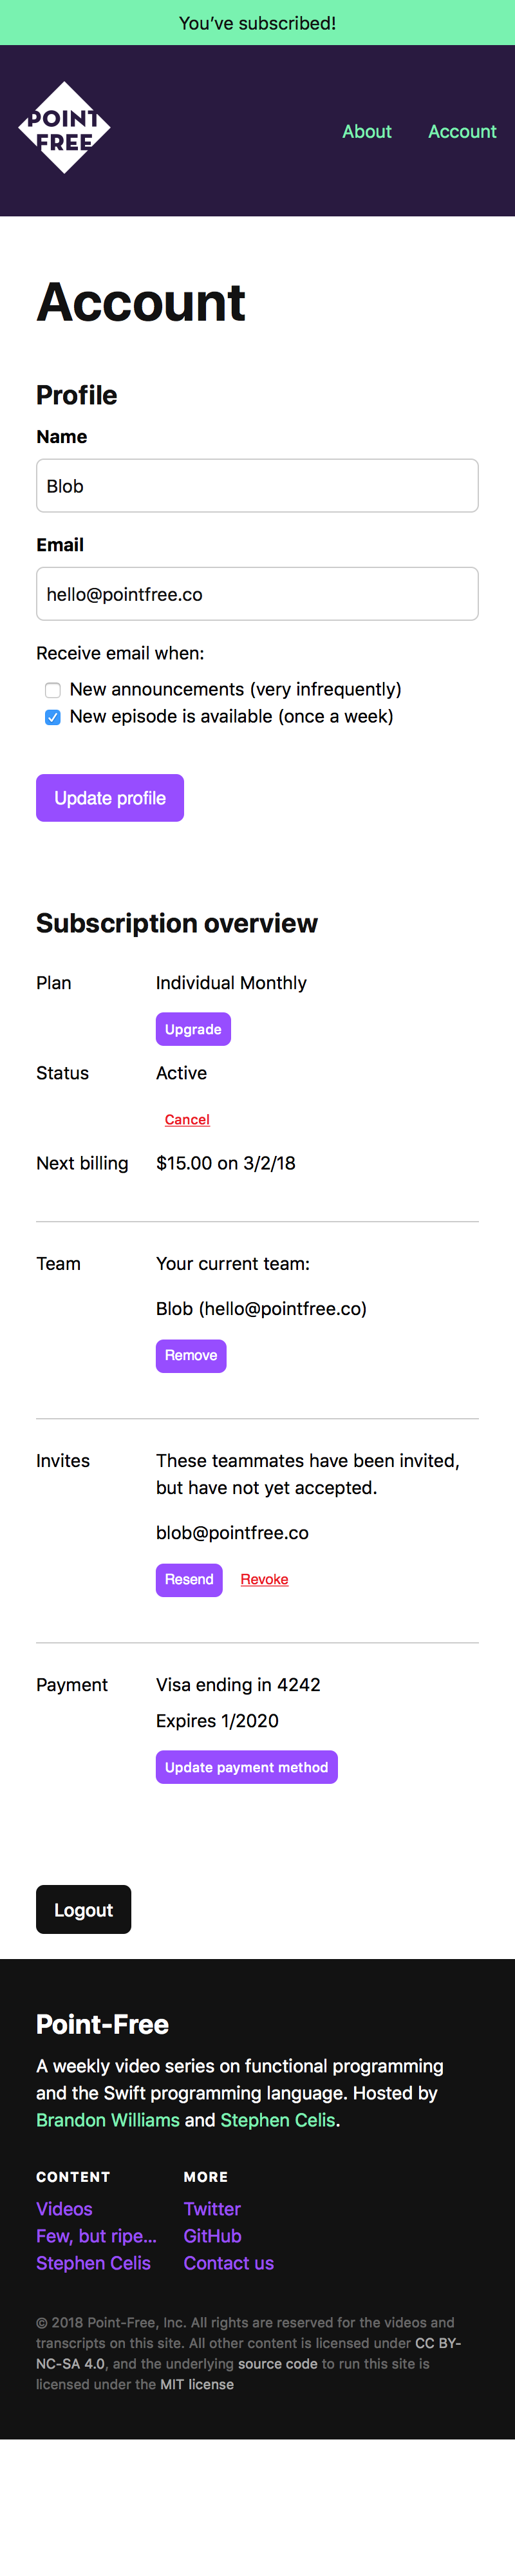 You’ve subscribed!
POINT
FREE
About
Account
Account
Profile
Name
Blob
Email
hello@pointfree.co
Receive email when:
New announcements (very infrequently)
New episode is available (once a week)
Update profile
Subscription overview
Plan
Individual Monthly
Upgrade
Status
Active
Cancel
Next billing
$15.00 on 3/2/18
Team
Your current team:
Blob (hello@pointfree.co)
Remove
Invites
These teammates have been invited,
but have not yet accepted.
blob@pointfree.co
Resend
Revoke
Payment
Visa ending in 4242
Expires 1/2020
Update payment method
Logout
Point-Free
A weekly video series on functional programming
and the Swift programming language. Hosted by
Brandon Williams and Stephen Celis.
CONTENT
Videos
Few, but ripe...
Stephen Celis
MORE
Twitter
GitHub
Contact us
© 2018 Point-Free, Inc. All rights are reserved for the videos and
transcripts on this site. All other content is licensed under CC BY-
NC-SA 4.0, and the underlying source code to run this site is
licensed under the MIT license